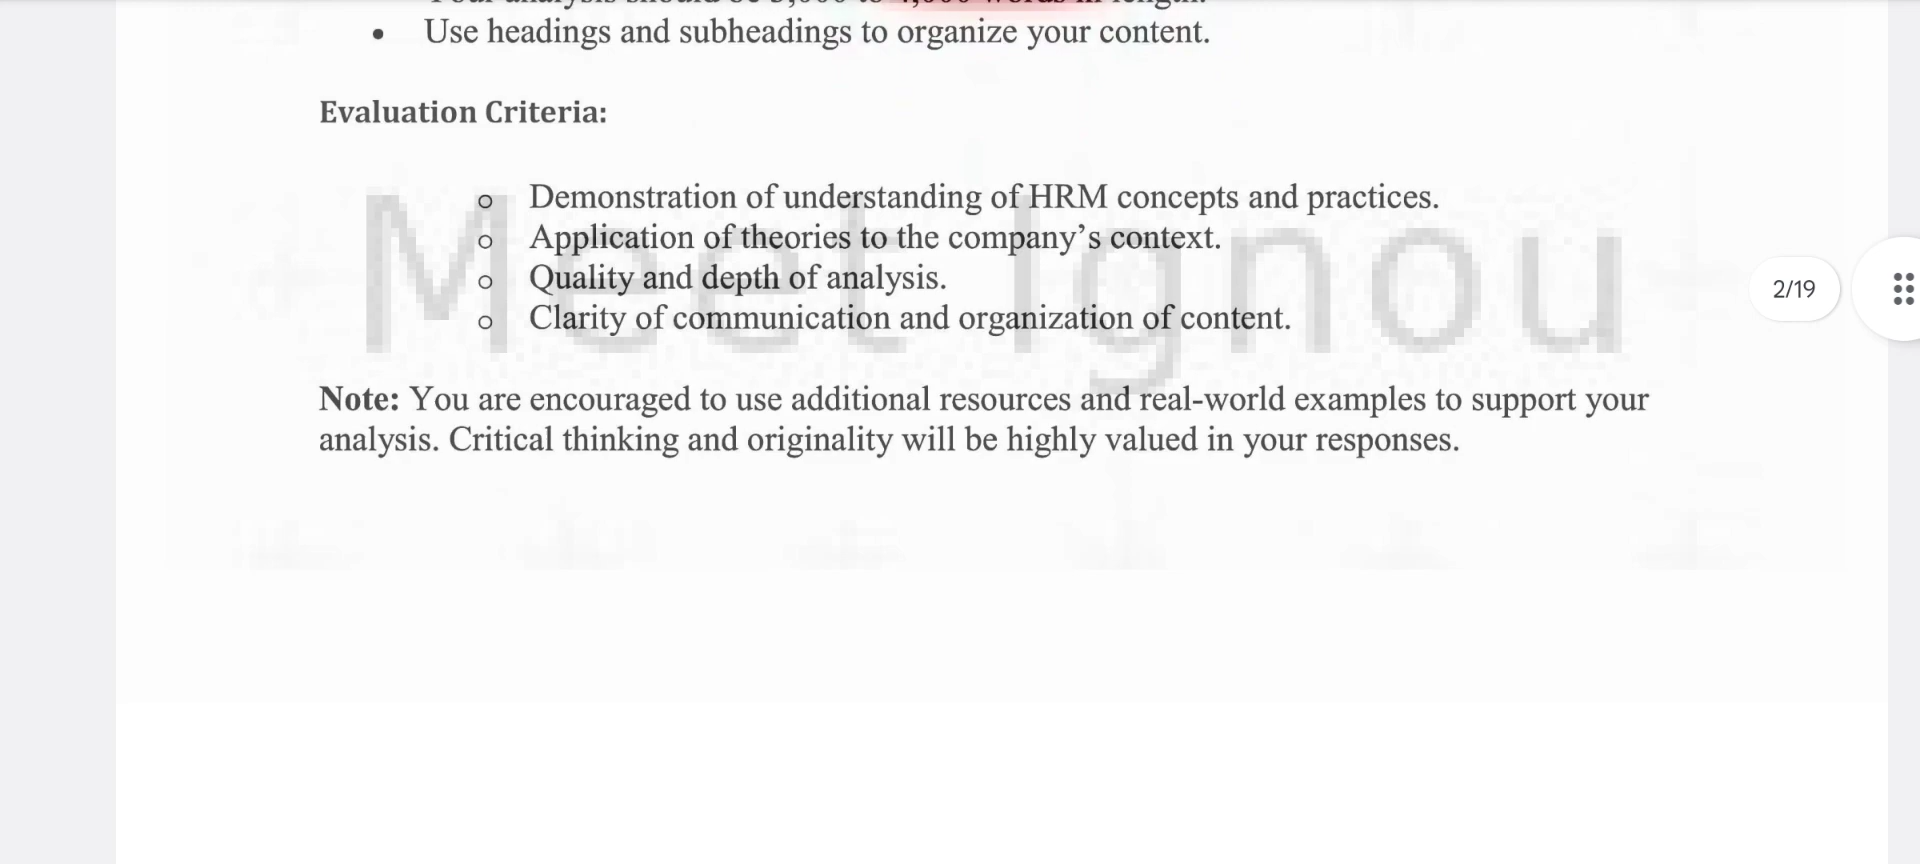 Use headings and subheadings to organize your content.
Evaluation Criteria:
Demonstration of understanding of HRM concepts and practices.
Application of theories to the company's context.
Quality and depth of analysis.
Clarity of communication and organization of content.
Meet Ignou
2/19
Note: You are encouraged to use additional resources and real-world examples to support your
analysis. Critical thinking and originality will be highly valued in your responses.